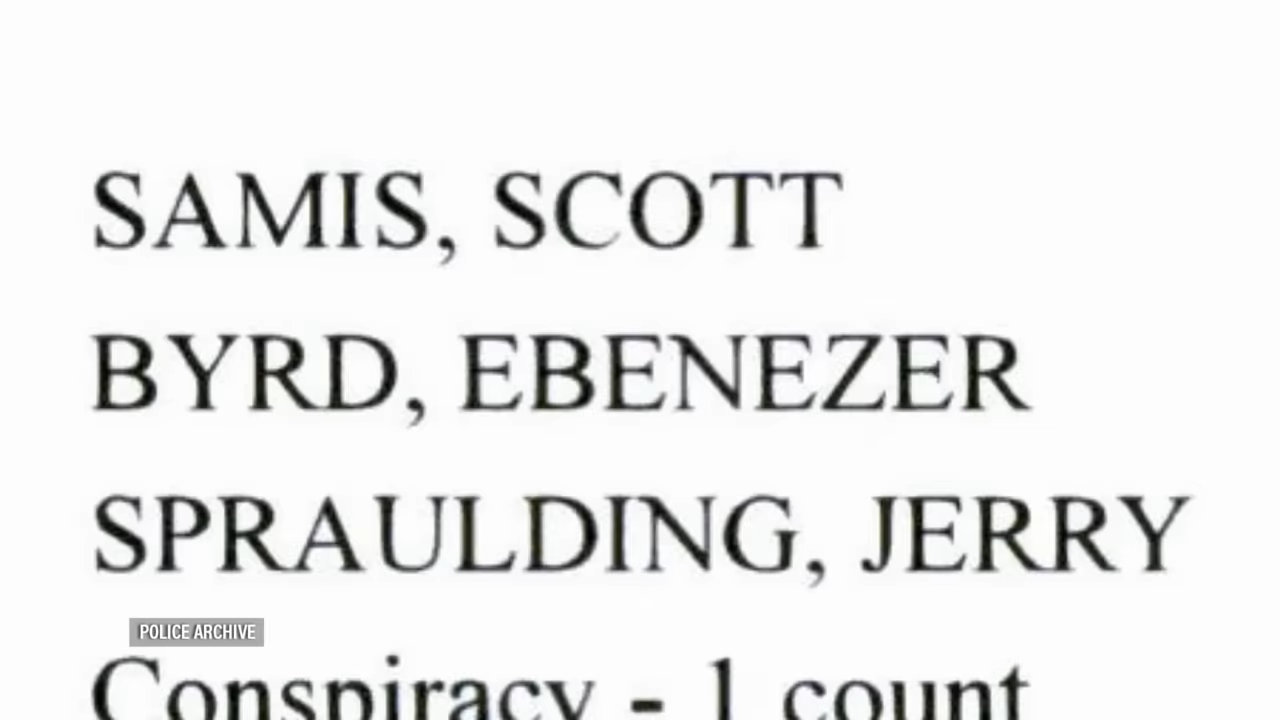 SAMIS, SCOTT
BYRD, EBENEZER
SPRAULDING, JERRY
POLICE ARCHIVE
Conspiracy - 1 count